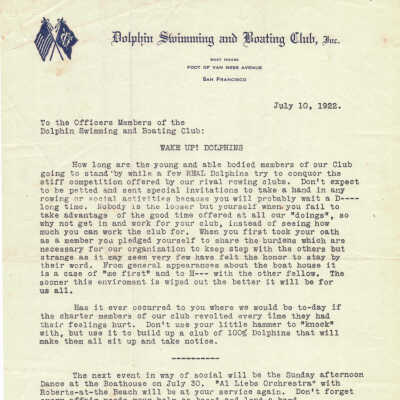 Dolphin Swimming and Boating Club, Inc.
BOAT HOUSE
FOOT OF VAN NESS AVENUE
SAN FRANCISCO
July 10, 1922.
To the Officers Members of the
Dolphin Swimming and Boating Club:
WAKE UP! DOLPHINS
How long are the young and able bodied members of our Club
going to stand by while a few REAL Dolphins try to conquor the
stiff competition offered by our rival rowing clubs. Don't expect
to be petted and sent special invitations to take a hand in any
rowing or social activities because you will probably wait a D----
long time. Nobody is the looser but yourself when you fail to
take advantage of the good time offered at all our "doings", so
why not get in and work for your club, instead of seeing how
much you can work the club for. When you first took your oath
as a member you pledged yourself to share the burdens which are
necessary for our organization to keep step with the others but
strange as it may seem very few have felt the honor to stay by
their word. From general appearances about the boat house it
is a case of "me first" and to H--- with the other fellow. The
sooner this enviroment is wiped out the better it will be for
us all.
Has it ever occurred to you where we would be to-day if
the charter members of our club revolted every time they had
their feelings hurt. Don't use your little hammer to "knock"
with, but use it to build up a club of 100% Dolphins that will
make them all sit up and take notice.
----------
The next event in way of social will be the Sunday afternoon
Dance at the Boathouse on July 30. "Al Liebs Orchrestra" with
Roberts-at-the Beach will be at your service again. Don't forget